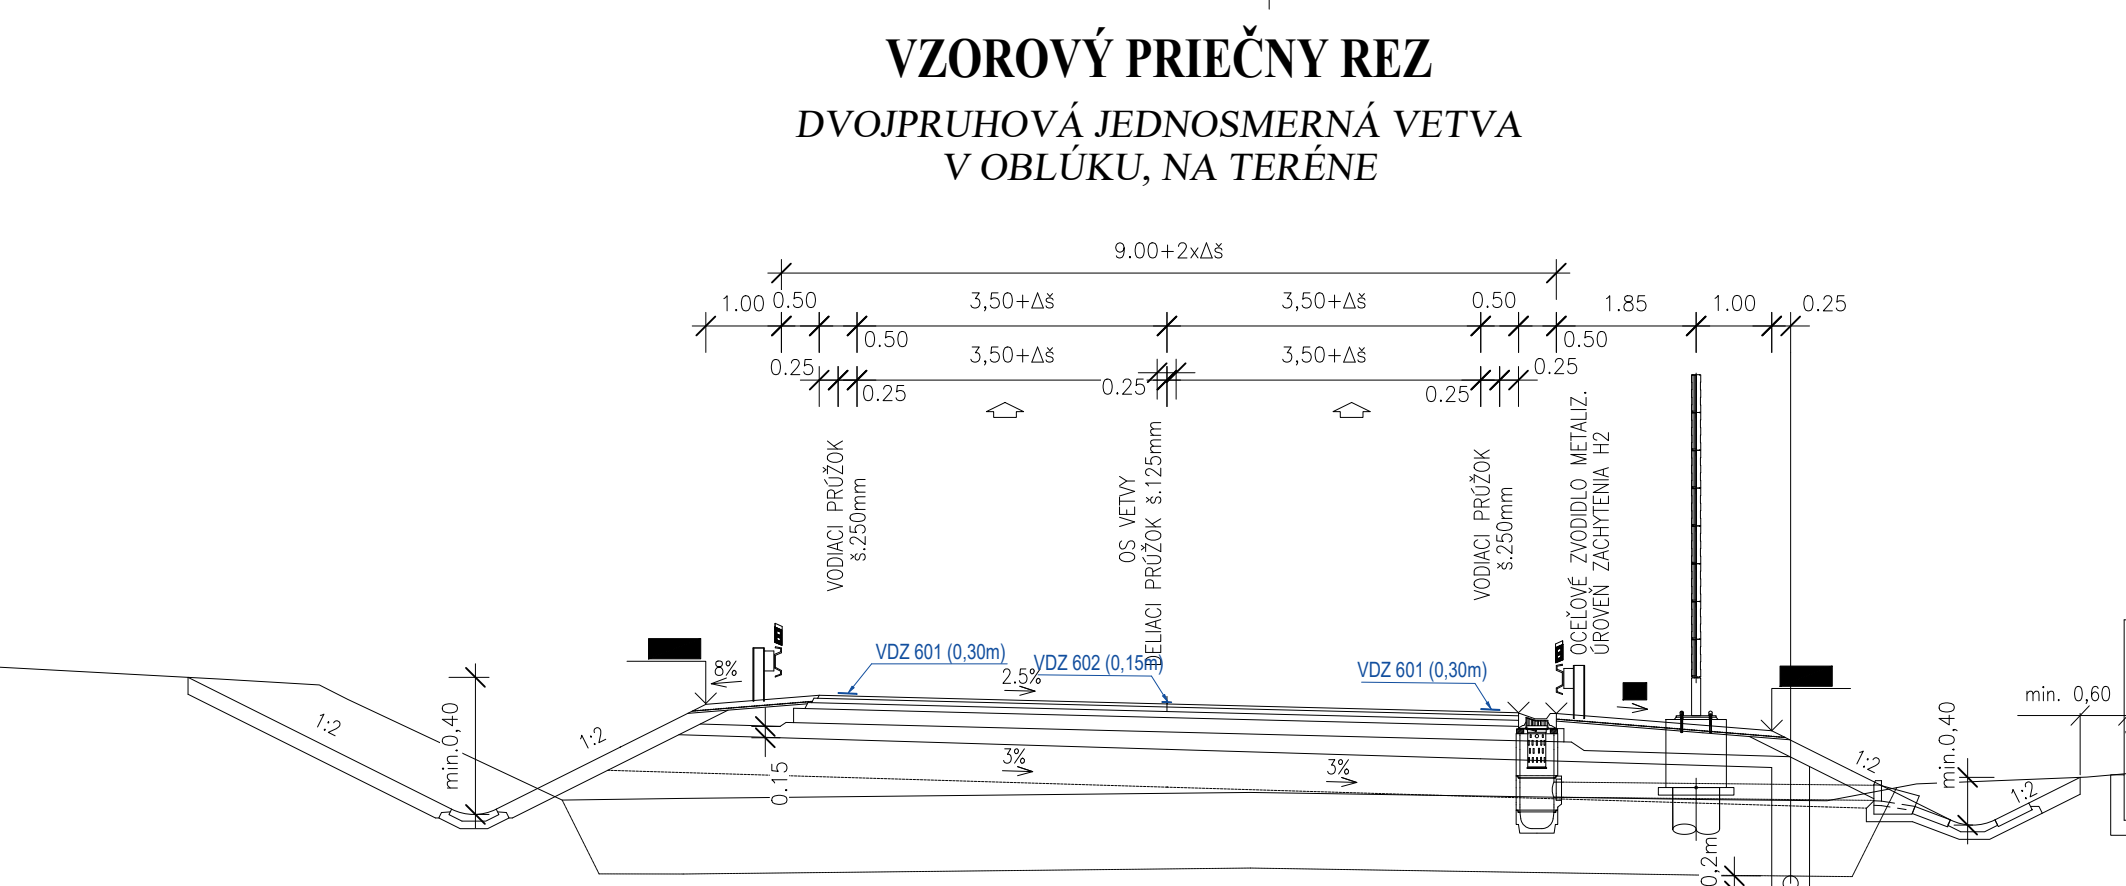 VZOROVÝ PRIEČNY REZ
DVOJPRUHOVÁ JEDNOSMERNÁ VETVA
V OBLÚKU, NA TERÉNE
9.00+2xΔš
1.00
0.50
3,50+Δš
3,50+Δš
0.50
1.85
1.00
0.25
0.50
0.50
3,50+Δš
3,50+Δš
0.25
0.25
0.25
0.25
0.25
VODIACI PRÚŽOK
š.250mm
OS VETVY
DELIACI PRÚŽOK š.125mm
VODIACI PRÚŽOK
š.250mm
OCEĽOVÉ ZVODIDLO METALIZ.
ÚROVEŇ ZACHYTENIA H2
VDZ 601 (0,30m)
VDZ 602 (0,15m)
VDZ 601 (0,30m)
8%
2.5%
min. 0,60
1:2
min.0,40
1:2
0.15
3%
3%
1:2
min.0,40
1:2
0,2m